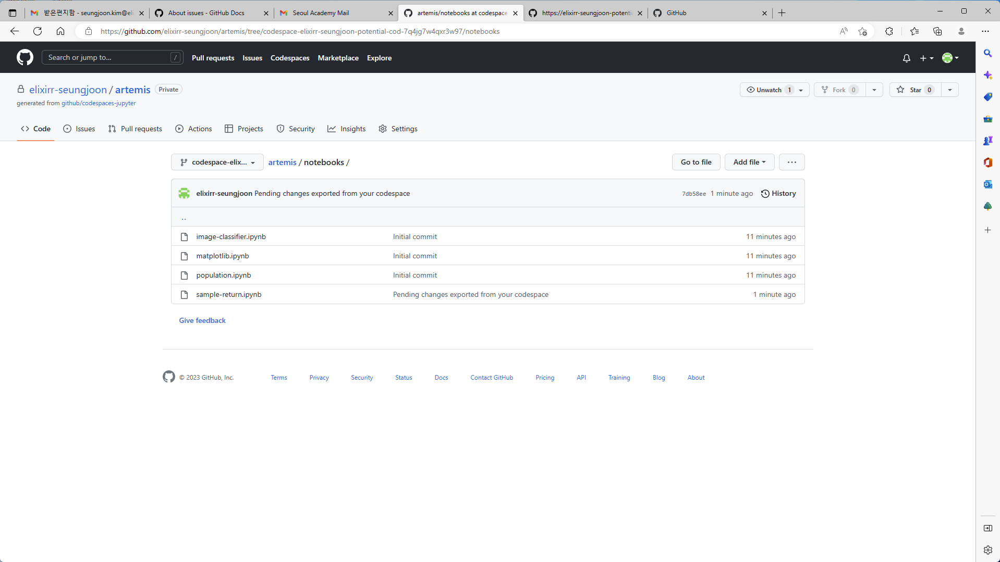 받은편지함 - seungjoon.kim@eli
About issues - GitHub Docs
Seoul Academy Mail
artemis/notebooks at codespace
https://elixirr-seungjoon-potentia
GitHub
https://github.com/elixirr-seungjoon/artemis/tree/codespace-elixirr-seungjoon-potential-cod-7q4jg7w4qxr3w97/notebooks
Search or jump to... /
Pull requests Issues Codespaces Marketplace Explore
elixirr-seungjoon / artemis Private
Unwatch 1 Fork 0 Star 0
generated from github/codespaces-jupyter
Code Issues Pull requests Actions Projects Security Insights Settings
codespace-elix... artemis / notebooks / Go to file Add file ...
elixirr-seungjoon Pending changes exported from your codespace 7db58ee 1 minute ago History
..
image-classifier.ipynb Initial commit 11 minutes ago
matplotlib.ipynb Initial commit 11 minutes ago
population.ipynb Initial commit 11 minutes ago
sample-return.ipynb Pending changes exported from your codespace 1 minute ago
Give feedback
© 2023 GitHub, Inc. Terms Privacy Security Status Docs Contact GitHub Pricing API Training Blog About